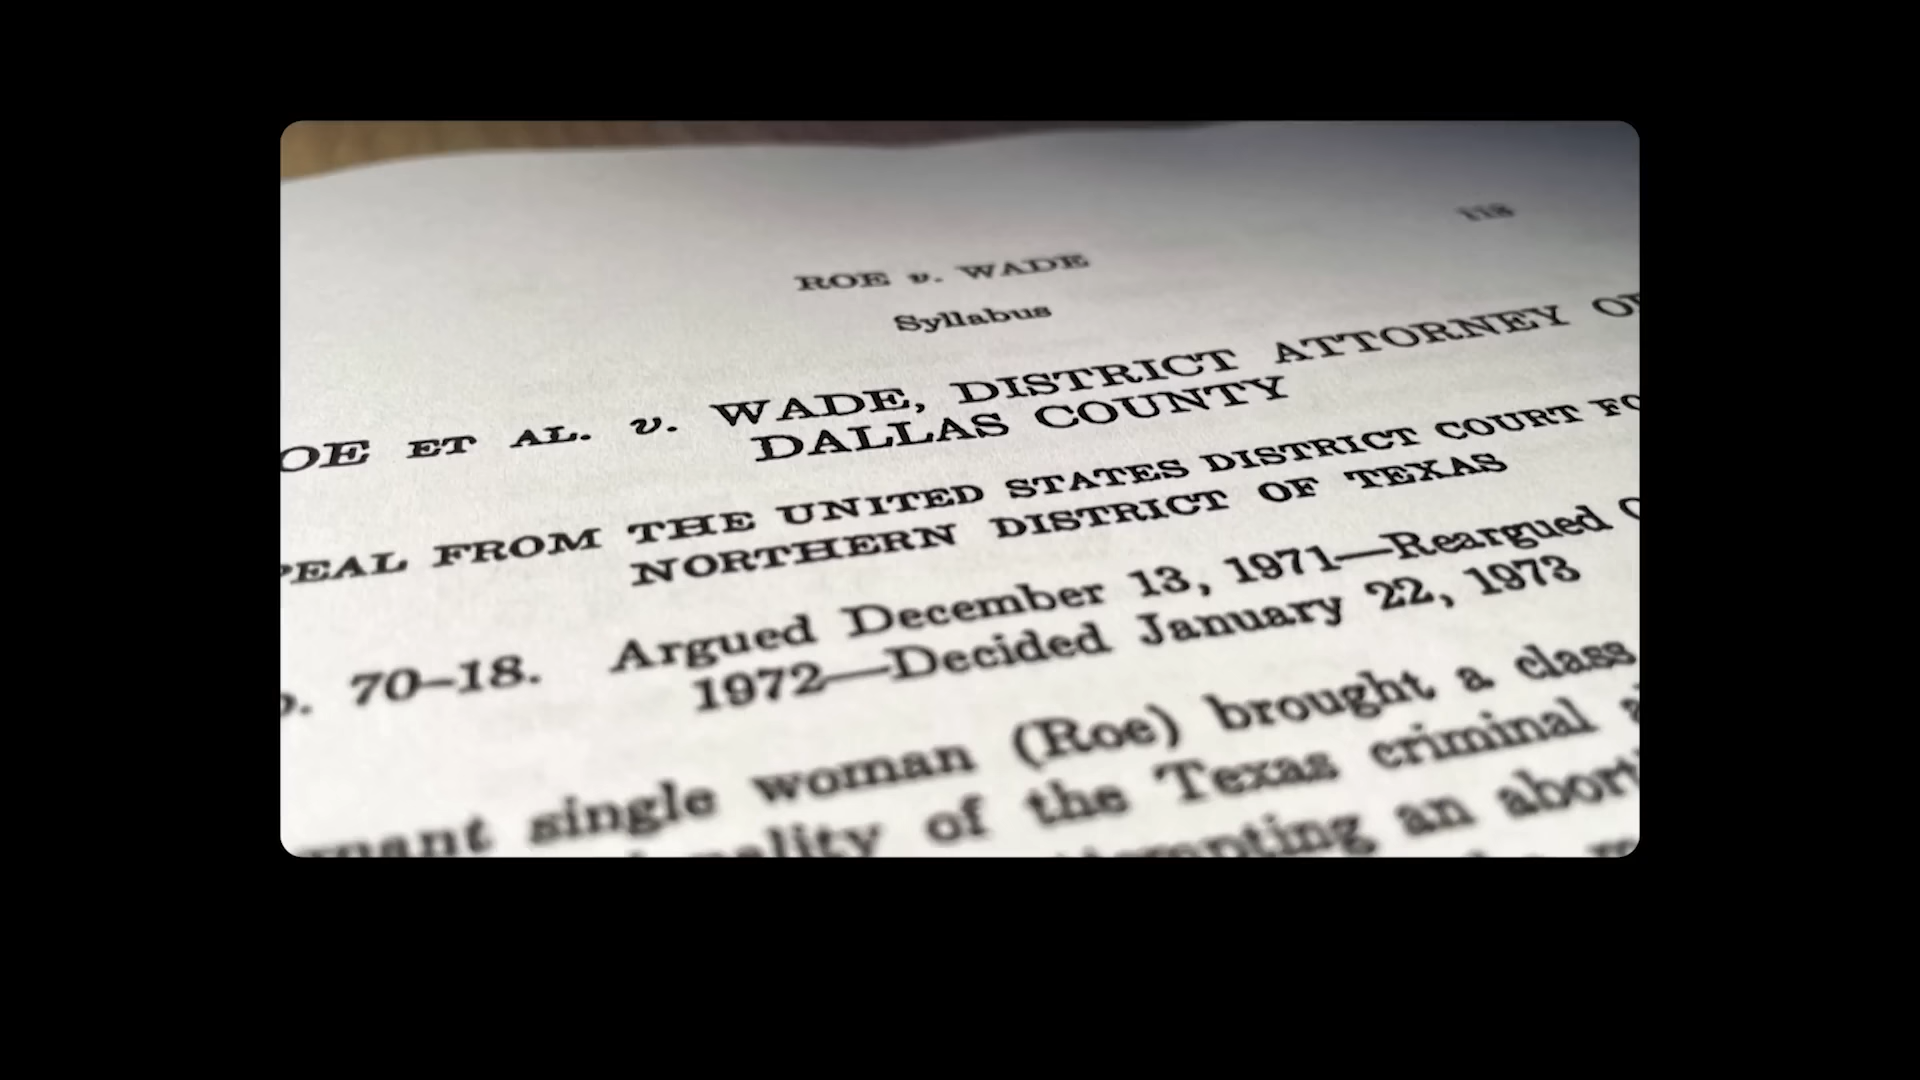 113
ROE v. WADE
Syllabus
OE ET AL. v. WADE, DISTRICT ATTORNEY OF
DALLAS COUNTY
PEAL FROM THE UNITED STATES DISTRICT COURT FO
NORTHERN DISTRICT OF TEXAS
o. 70–18. Argued December 13, 1971—Reargued O
1972—Decided January 22, 1973
single woman (Roe) brought a class
of the Texas criminal
an abort